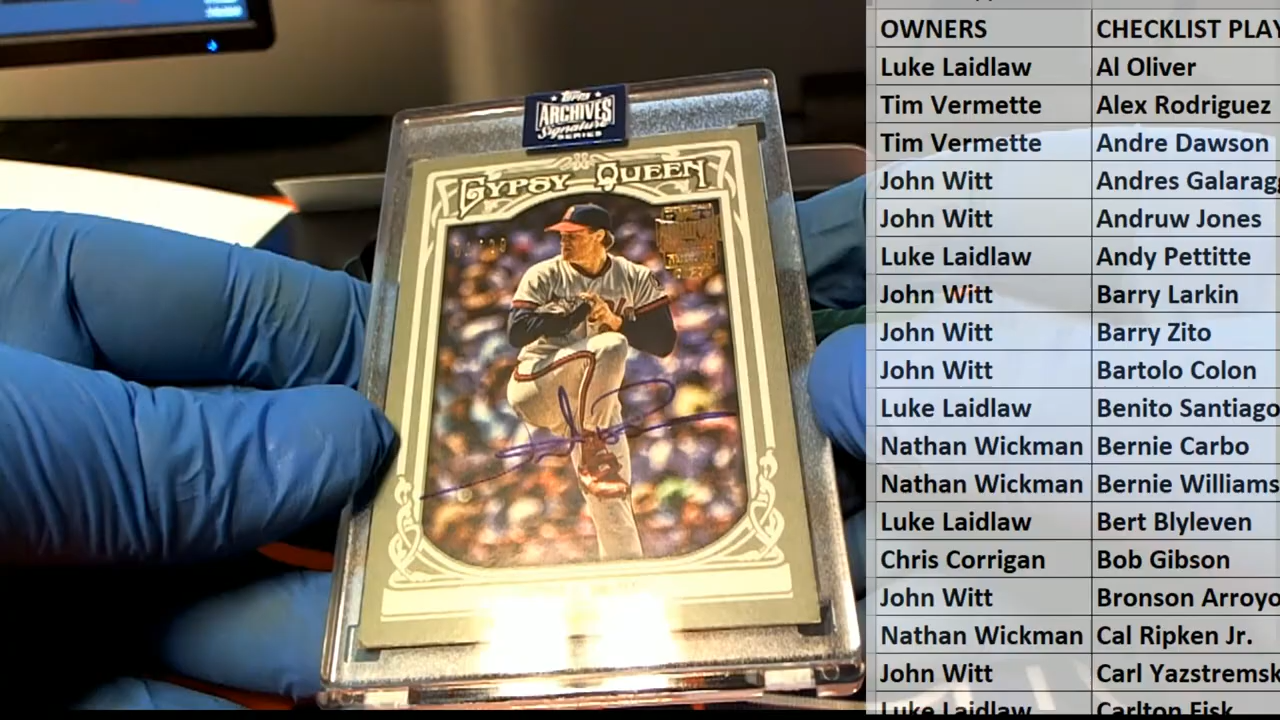 Topps
ARCHIVES
Signature
SERIES
GYPSY QUEEN
OWNERS CHECKLIST PLAY
Luke Laidlaw Al Oliver
Tim Vermette Alex Rodriguez
Tim Vermette Andre Dawson
John Witt Andres Galarag
John Witt Andruw Jones
Luke Laidlaw Andy Pettitte
John Witt Barry Larkin
John Witt Barry Zito
John Witt Bartolo Colon
Luke Laidlaw Benito Santiago
Nathan Wickman Bernie Carbo
Nathan Wickman Bernie Williams
Luke Laidlaw Bert Blyleven
Chris Corrigan Bob Gibson
John Witt Bronson Arroyo
Nathan Wickman Cal Ripken Jr.
John Witt Carl Yazstremsk
Luke Laidlaw Carlton Fisk